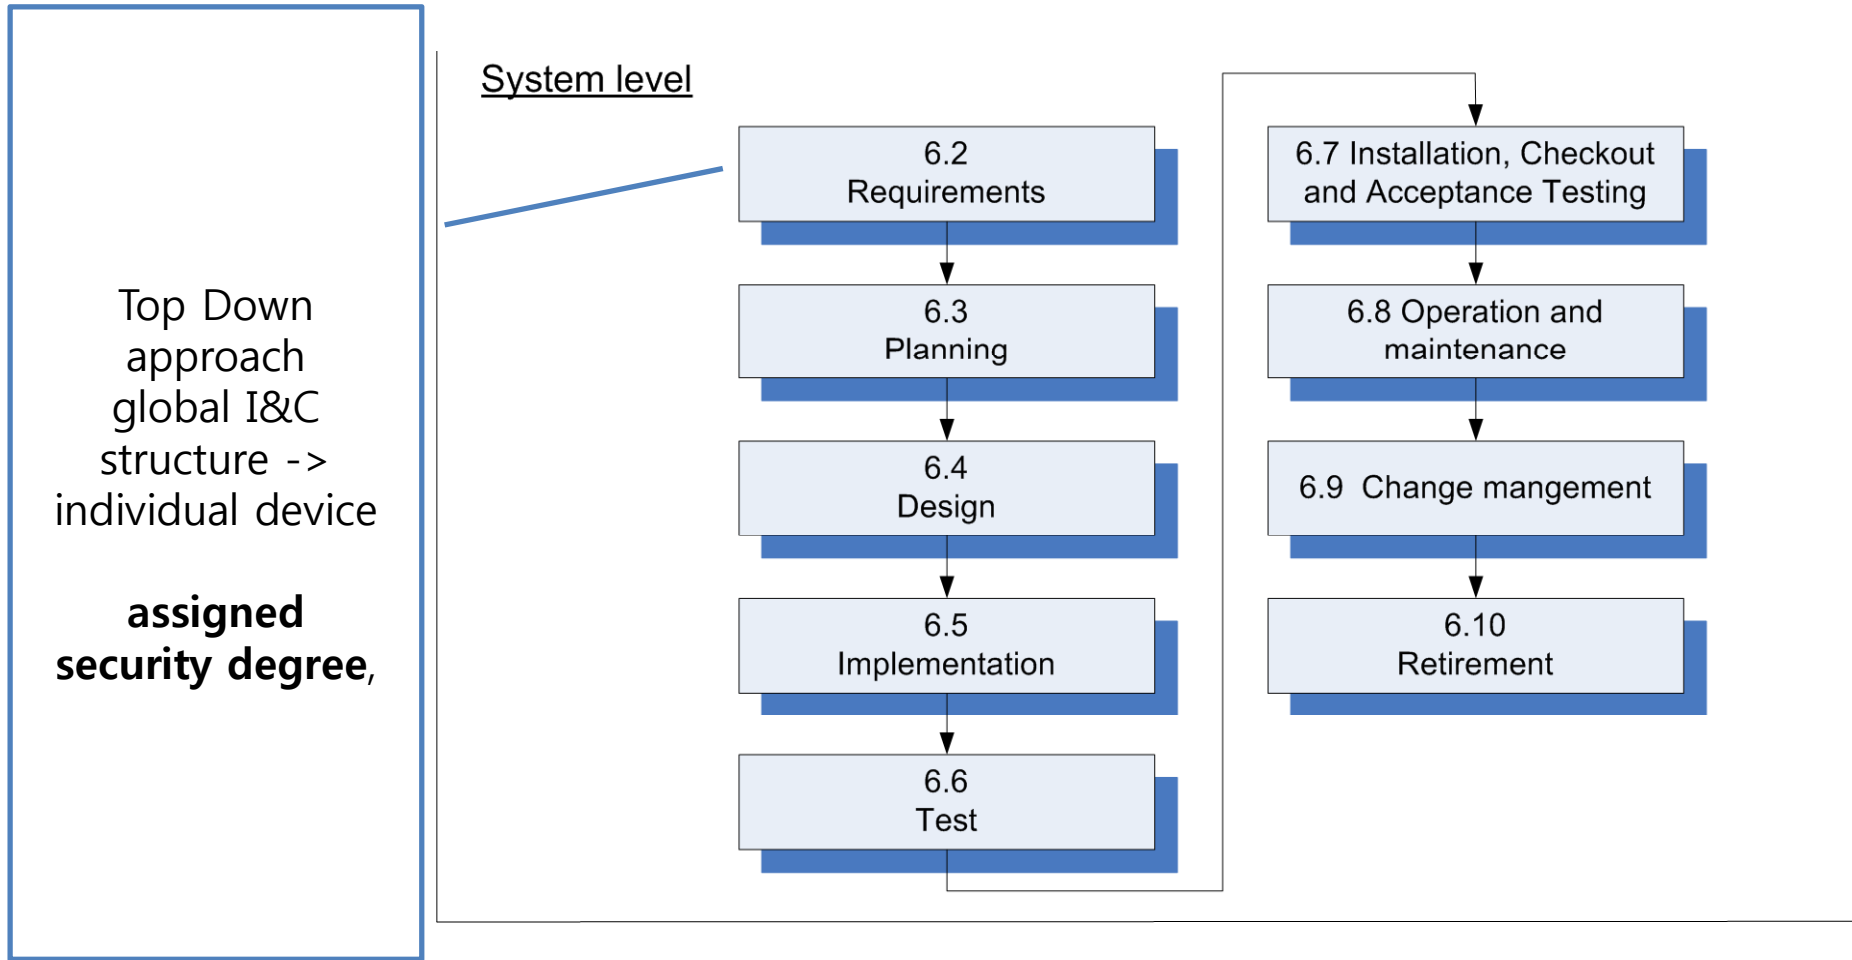 Top Down
approach
global I&C
structure ->
individual device
assigned
security degree,
System level
6.2
Requirements
6.3
Planning
6.4
Design
6.5
Implementation
6.6
Test
6.7 Installation, Checkout
and Acceptance Testing
6.8 Operation and
maintenance
6.9 Change mangement
6.10
Retirement